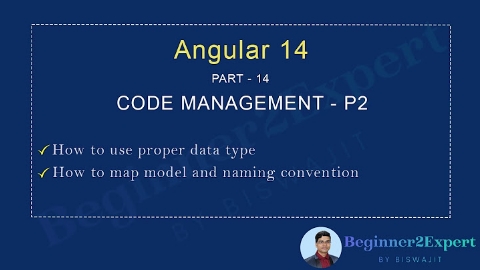 Angular 14
PART - 14
CODE MANAGEMENT - P2
How to use proper data type
How to map model and naming convention
Beginner2Expert
BY BISWAJIT
Beginner2Expert
BY BISWAJIT